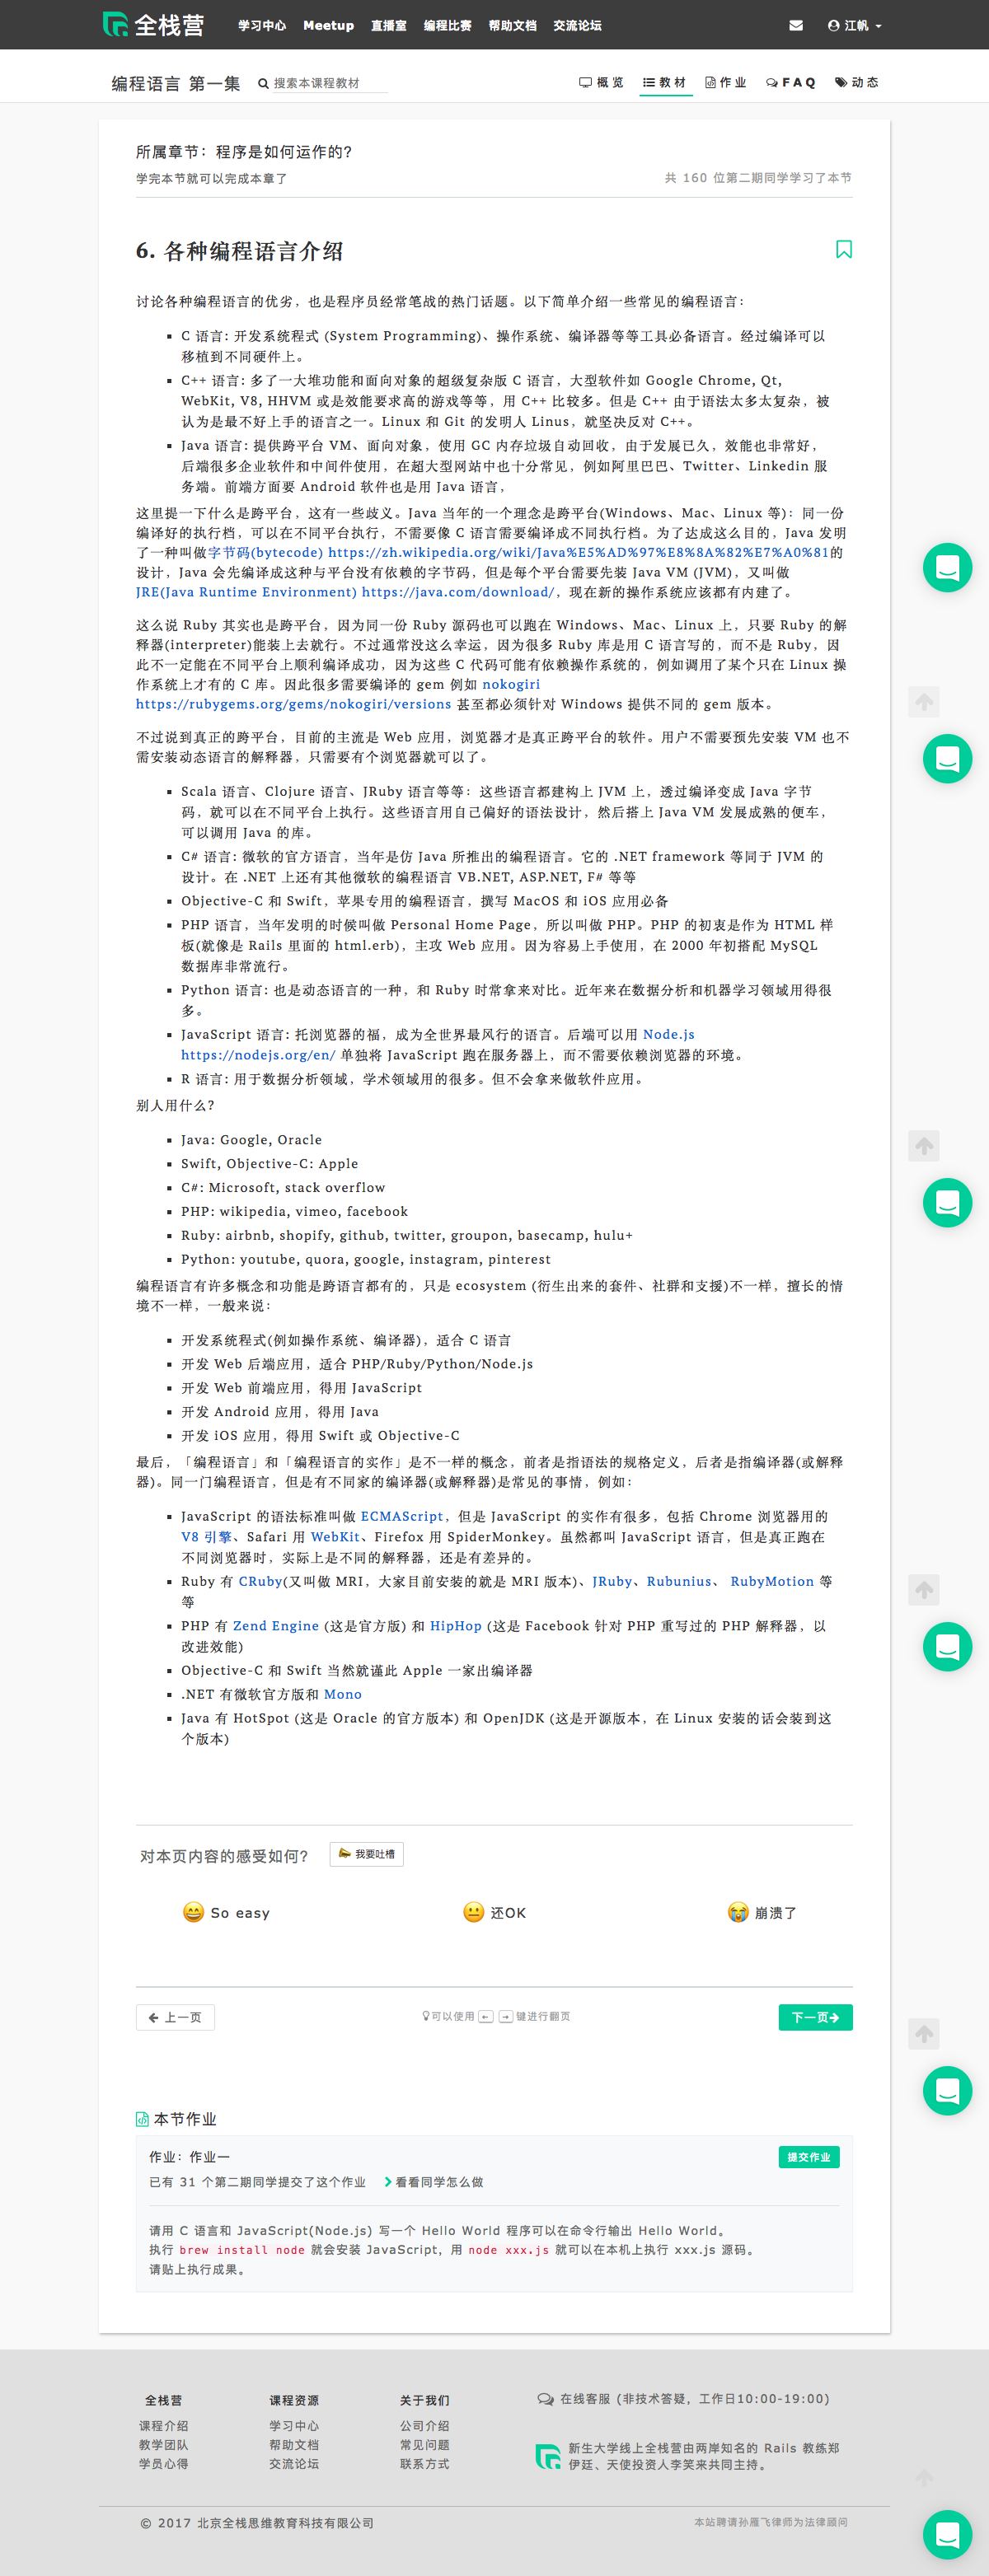 全栈营
学习中心 Meetup 直播室 编程比赛 帮助文档 交流论坛 江帆
编程语言 第一集 搜索本课程教材 概览 教材 作业 FAQ 动态
所属章节：程序是如何运作的？
学完本节就可以完成本章了 共 160 位第二期同学学习了本节
6. 各种编程语言介绍
讨论各种编程语言的优劣，也是程序员经常笔战的热门话题。以下简单介绍一些常见的编程语言：
C 语言: 开发系统程式 (System Programming)、操作系统、编译器等等工具必备语言。经过编译可以
移植到不同硬件上。
C++ 语言: 多了一大堆功能和面向对象的超级复杂版 C 语言，大型软件如 Google Chrome, Qt,
WebKit, V8, HHVM 或是效能要求高的游戏等等，用 C++ 比较多。但是 C++ 由于语法太多太复杂，被
认为是最不好上手的语言之一。Linux 和 Git 的发明人 Linus，就坚决反对 C++。
Java 语言: 提供跨平台 VM、面向对象，使用 GC 内存垃圾自动回收，由于发展已久，效能也非常好，
后端很多企业软件和中间件使用，在超大型网站中也十分常见，例如阿里巴巴、Twitter、Linkedin 服
务端。前端方面要 Android 软件也是用 Java 语言，
这里提一下什么是跨平台，这有一些歧义。Java 当年的一个理念是跨平台(Windows、Mac、Linux 等)：同一份
编译好的执行档，可以在不同平台执行，不需要像 C 语言需要编译成不同执行档。为了达成这么目的，Java 发明
了一种叫做字节码(bytecode) https://zh.wikipedia.org/wiki/Java%E5%AD%97%E8%8A%82%E7%A0%81的
设计，Java 会先编译成这种与平台没有依赖的字节码，但是每个平台需要先装 Java VM (JVM)，又叫做
JRE(Java Runtime Environment) https://java.com/download/，现在新的操作系统应该都有内建了。
这么说 Ruby 其实也是跨平台，因为同一份 Ruby 源码也可以跑在 Windows、Mac、Linux 上，只要 Ruby 的解
释器(interpreter)能装上去就行。不过通常没这么幸运，因为很多 Ruby 库是用 C 语言写的，而不是 Ruby，因
此不一定能在不同平台上顺利编译成功，因为这些 C 代码可能有依赖操作系统的，例如调用了某个只在 Linux 操
作系统上才有的 C 库。因此很多需要编译的 gem 例如 nokogiri
https://rubygems.org/gems/nokogiri/versions 甚至都必须针对 Windows 提供不同的 gem 版本。
不过说到真正的跨平台，目前的主流是 Web 应用，浏览器才是真正跨平台的软件。用户不需要预先安装 VM 也不
需安装动态语言的解释器，只需要有个浏览器就可以了。
Scala 语言、Clojure 语言、JRuby 语言等等：这些语言都建构上 JVM 上，透过编译变成 Java 字节
码，就可以在不同平台上执行。这些语言用自己偏好的语法设计，然后搭上 Java VM 发展成熟的便车，
可以调用 Java 的库。
C# 语言: 微软的官方语言，当年是仿 Java 所推出的编程语言。它的 .NET framework 等同于 JVM 的
设计。在 .NET 上还有其他微软的编程语言 VB.NET, ASP.NET, F# 等等
Objective-C 和 Swift，苹果专用的编程语言，撰写 MacOS 和 iOS 应用必备
PHP 语言，当年发明的时候叫做 Personal Home Page，所以叫做 PHP。PHP 的初衷是作为 HTML 样
板(就像是 Rails 里面的 html.erb)，主攻 Web 应用。因为容易上手使用，在 2000 年初搭配 MySQL
数据库非常流行。
Python 语言: 也是动态语言的一种，和 Ruby 时常拿来对比。近年来在数据分析和机器学习领域用得很
多。
JavaScript 语言: 托浏览器的福，成为全世界最风行的语言。后端可以用 Node.js
https://nodejs.org/en/ 单独将 JavaScript 跑在服务器上，而不需要依赖浏览器的环境。
R 语言: 用于数据分析领域，学术领域用的很多。但不会拿来做软件应用。
别人用什么?
Java: Google, Oracle
Swift, Objective-C: Apple
C#: Microsoft, stack overflow
PHP: wikipedia, vimeo, facebook
Ruby: airbnb, shopify, github, twitter, groupon, basecamp, hulu+
Python: youtube, quora, google, instagram, pinterest
编程语言有许多概念和功能是跨语言都有的，只是 ecosystem (衍生出来的套件、社群和支援)不一样，擅长的情
境不一样，一般来说：
开发系统程式(例如操作系统、编译器)，适合 C 语言
开发 Web 后端应用，适合 PHP/Ruby/Python/Node.js
开发 Web 前端应用，得用 JavaScript
开发 Android 应用，得用 Java
开发 iOS 应用，得用 Swift 或 Objective-C
最后，「编程语言」和「编程语言的实作」是不一样的概念，前者是指语法的规格定义，后者是指编译器(或解释
器)。同一门编程语言，但是有不同家的编译器(或解释器)是常见的事情，例如：
JavaScript 的语法标准叫做 ECMAScript，但是 JavaScript 的实作有很多，包括 Chrome 浏览器用的
V8 引擎、Safari 用 WebKit、Firefox 用 SpiderMonkey。虽然都叫 JavaScript 语言，但是真正跑在
不同浏览器时，实际上是不同的解释器，还是有差异的。
Ruby 有 CRuby(又叫做 MRI，大家目前安装的就是 MRI 版本)、JRuby、Rubunius、 RubyMotion 等
等
PHP 有 Zend Engine (这是官方版) 和 HipHop (这是 Facebook 针对 PHP 重写过的 PHP 解释器，以
改进效能)
Objective-C 和 Swift 当然就谨此 Apple 一家出编译器
.NET 有微软官方版和 Mono
Java 有 HotSpot (这是 Oracle 的官方版本) 和 OpenJDK (这是开源版本，在 Linux 安装的话会装到这
个版本)
对本页内容的感受如何？ 我要吐槽
So easy 还OK 崩溃了
上一页 可以使用 ← → 键进行翻页 下一页
本节作业
作业：作业一 提交作业
已有 31 个第二期同学提交了这个作业 看看同学怎么做
请用 C 语言和 JavaScript(Node.js) 写一个 Hello World 程序可以在命令行输出 Hello World。
执行 brew install node 就会安装 JavaScript，用 node xxx.js 就可以在本机上执行 xxx.js 源码。
请贴上执行成果。
全栈营 课程资源 关于我们 在线客服 (非技术答疑，工作日10:00-19:00)
课程介绍 学习中心 公司介绍
教学团队 帮助文档 常见问题
学员心得 交流论坛 联系方式
新生大学线上全栈营由两岸知名的 Rails 教练郑
伊廷、天使投资人李笑来共同主持。
© 2017 北京全栈思维教育科技有限公司 本站聘请孙雁飞律师为法律顾问